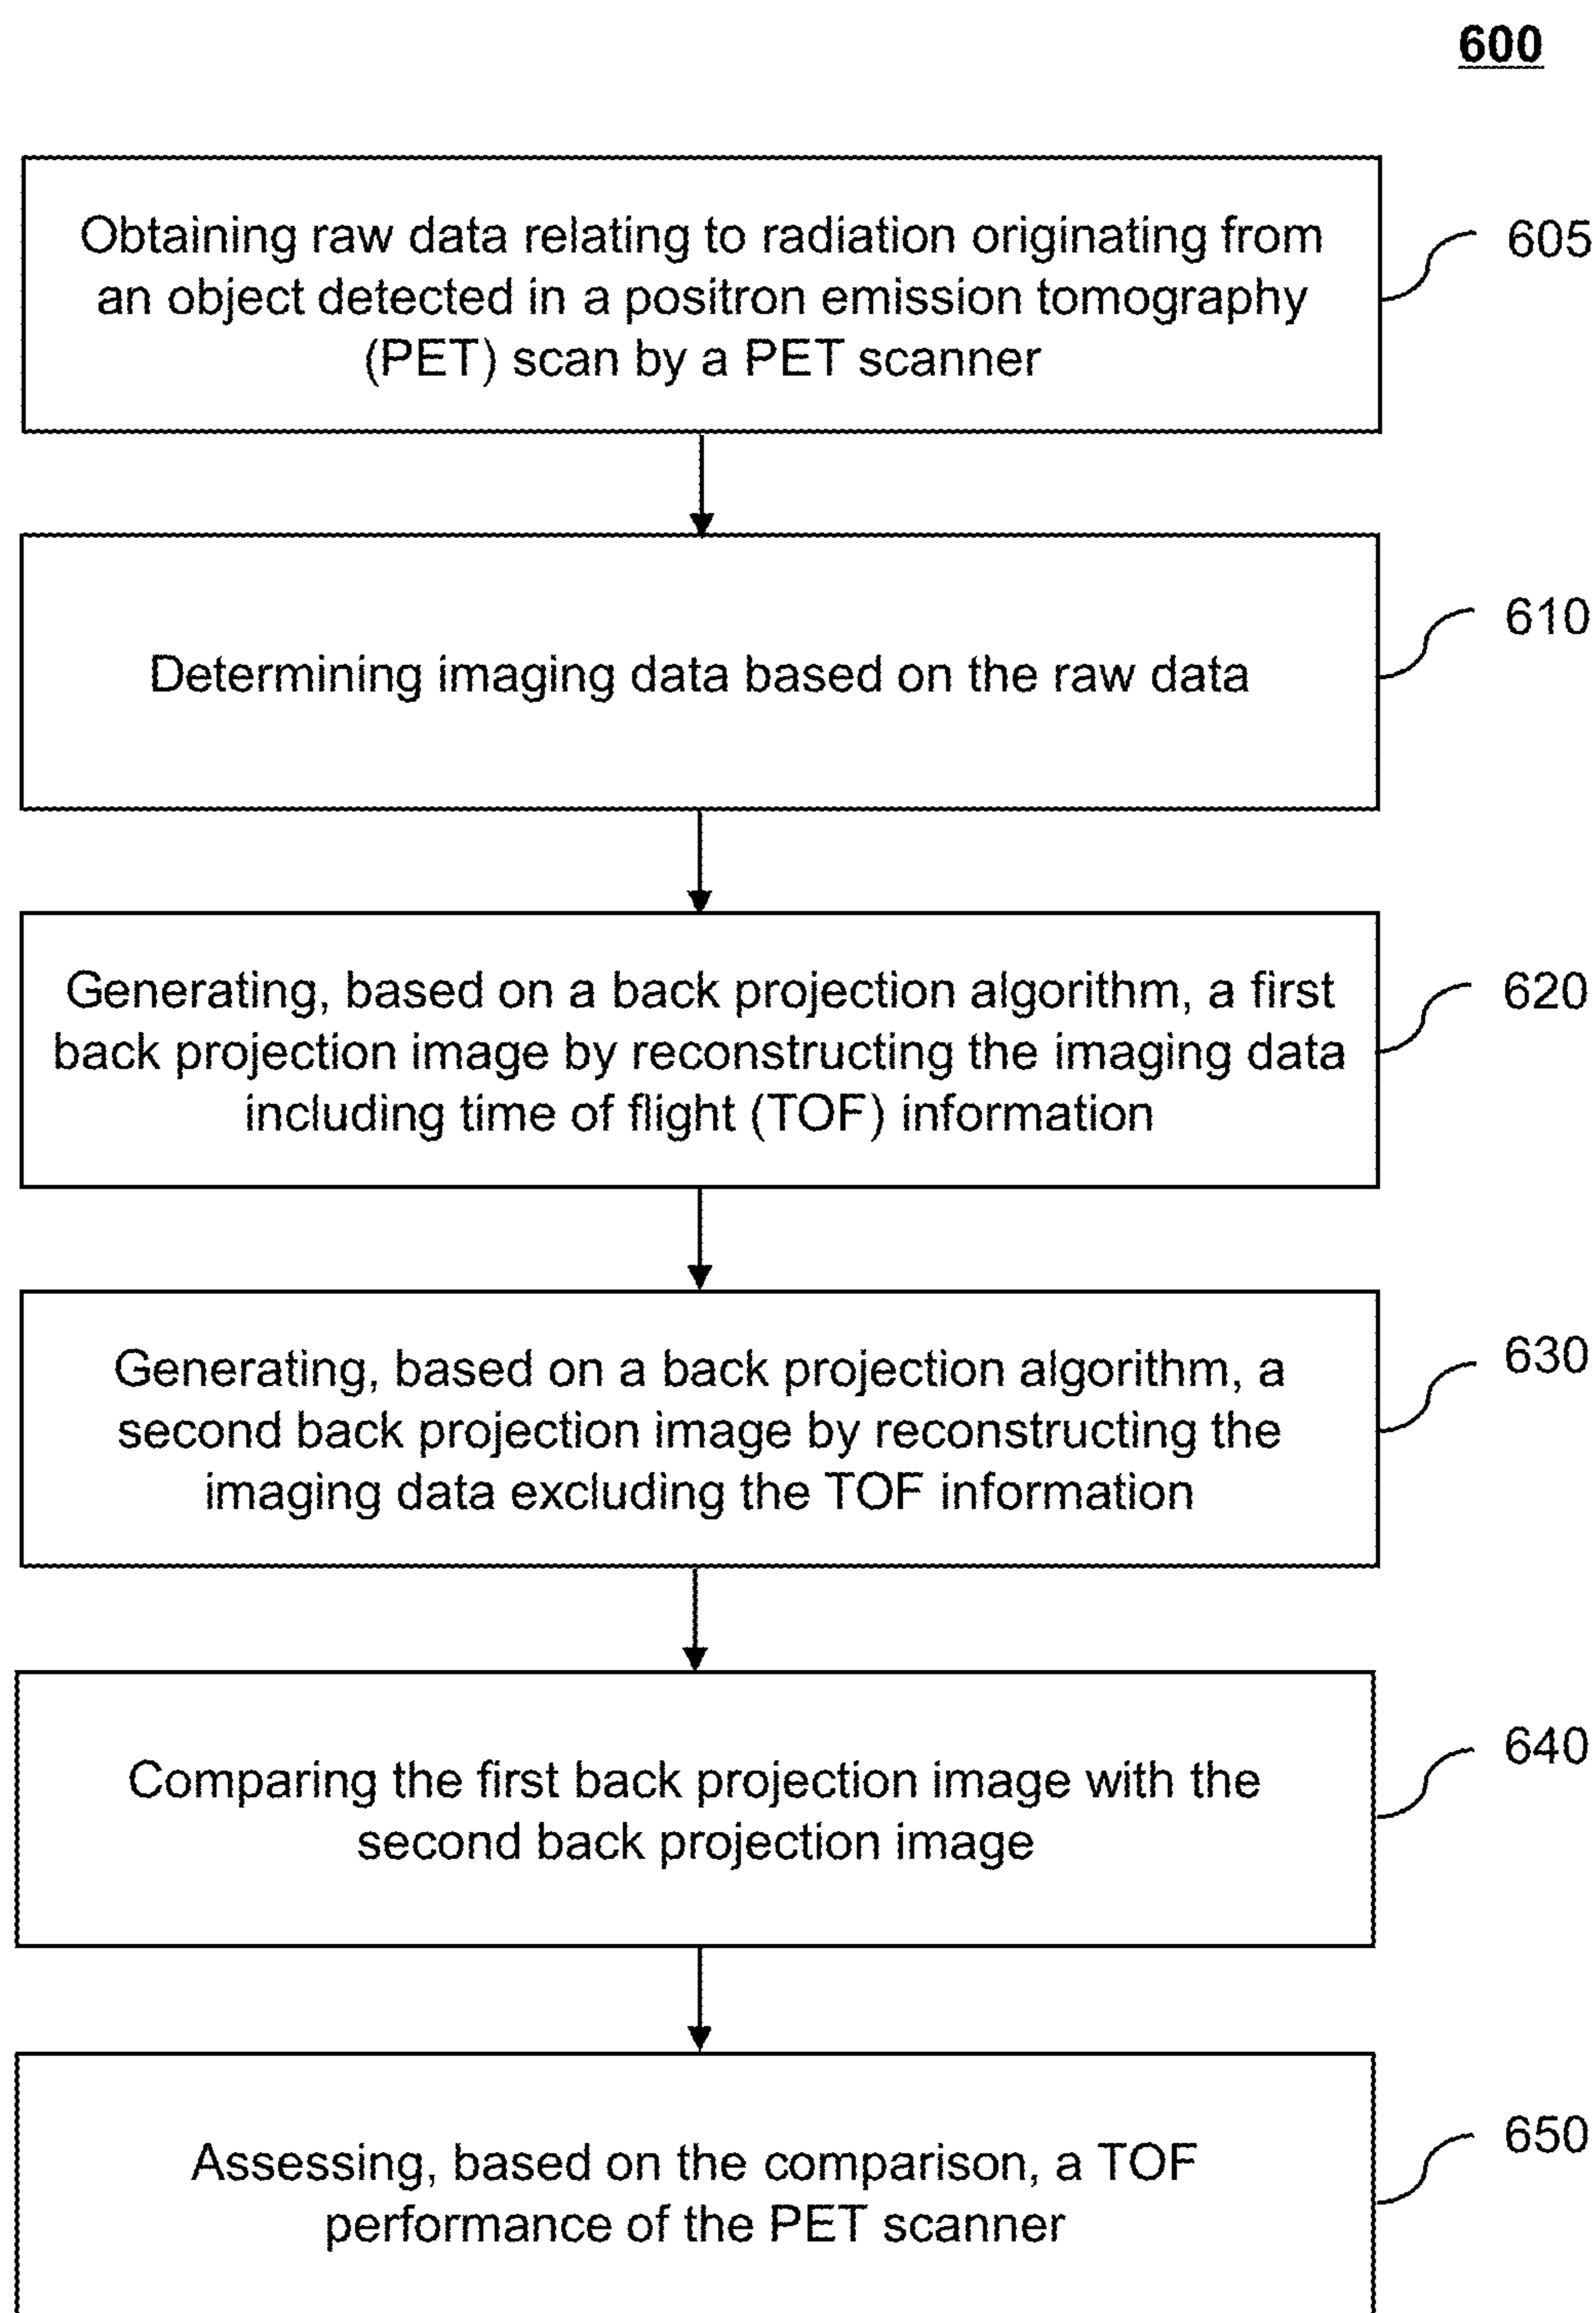 600
Obtaining raw data relating to radiation originating from
an object detected in a positron emission tomography
(PET) scan by a PET scanner
605
Determining imaging data based on the raw data
610
Generating, based on a back projection algorithm, a first
back projection image by reconstructing the imaging data
including time of flight (TOF) information
620
Generating, based on a back projection algorithm, a
second back projection image by reconstructing the
imaging data excluding the TOF information
630
Comparing the first back projection image with the
second back projection image
640
Assessing, based on the comparison, a TOF
performance of the PET scanner
650